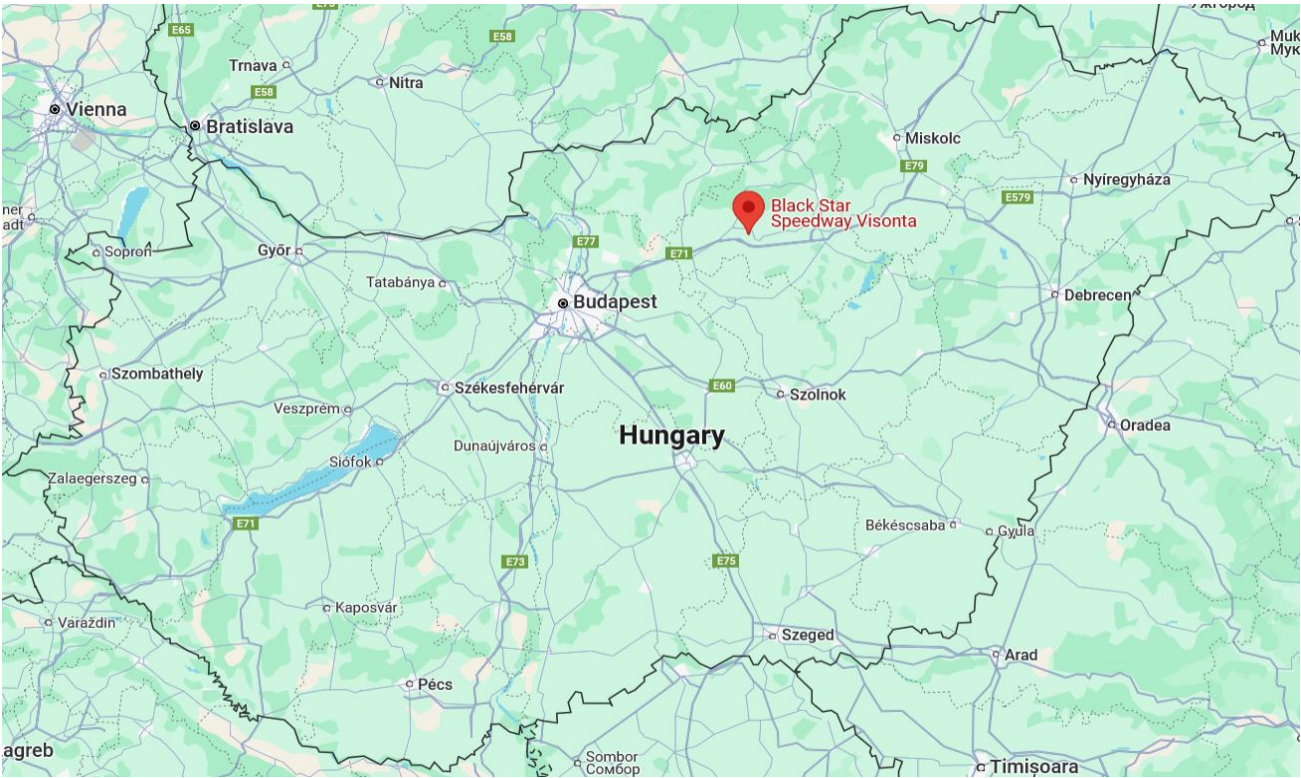 E65
E75
Ужгород
Trnava
E58
E58
Nitra
Vienna
Bratislava
Miskolc
E79
Nyíregyháza
E579
Black Star
Speedway Visonta
Sopron
Győr
E77
E71
Tatabánya
Budapest
Debrecen
Szombathely
Székesfehérvár
E60
Szolnok
Veszprém
Hungary
Oradea
Dunaújváros
Siófok
Zalaegerszeg
E71
Békéscsaba
Gyula
E73
E75
Kaposvár
Varaždin
Szeged
Arad
Pécs
agreb
Sombor
Сомбор
Timișoara